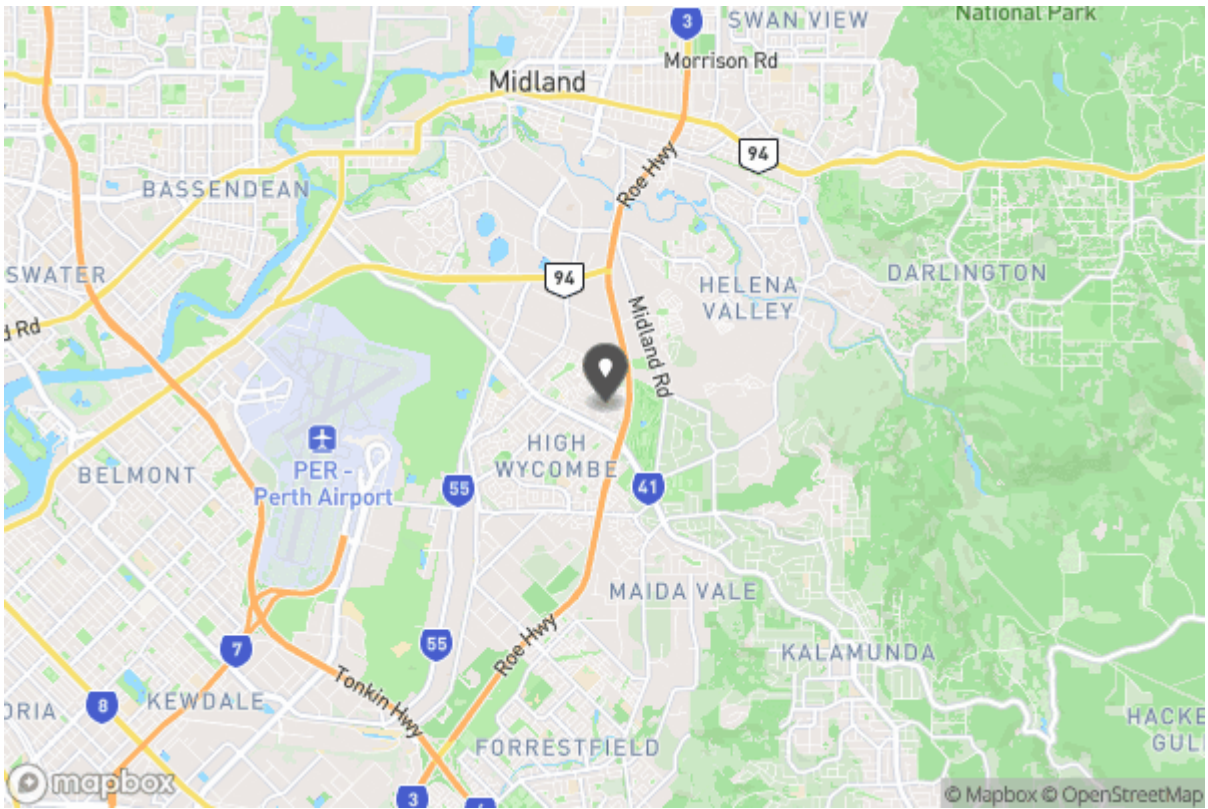 National Park
SWAN VIEW
3
Morrison Rd
Midland
94
Roe Hwy
BASSENDEAN
SWATER
94
HELENA
VALLEY
DARLINGTON
d Rd
Midland Rd
HIGH
WYCOMBE
PER -
Perth Airport
BELMONT
55
41
MAIDA VALE
7
55
Roe Hwy
KALAMUNDA
Tonkin Hwy
KEWDALE
ORIA
8
HACKE
GULL
FORRESTFIELD
3
mapbox
© Mapbox © OpenStreetMap